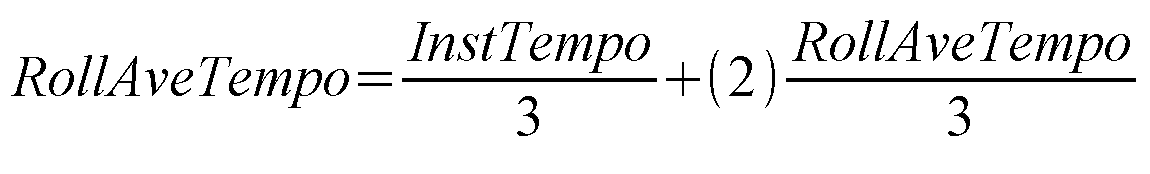 RollAveTempo = InstTempo/3 + (2) RollAveTempo/3